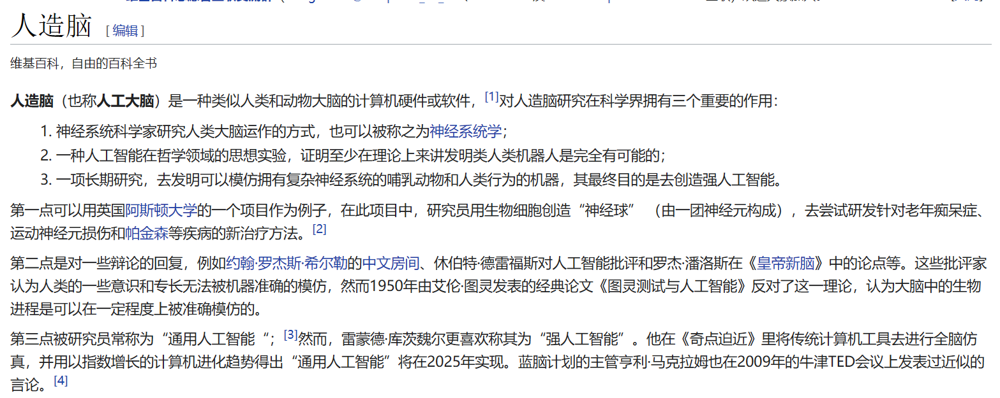 人造脑 [编辑]
维基百科，自由的百科全书
人造脑（也称人工大脑）是一种类似人类和动物大脑的计算机硬件或软件，[1]对人造脑研究在科学界拥有三个重要的作用：
1. 神经系统科学家研究人类大脑运作的方式，也可以被称之为神经系统学；
2. 一种人工智能在哲学领域的思想实验，证明至少在理论上来讲发明类人类机器人是完全有可能的；
3. 一项长期研究，去发明可以模仿拥有复杂神经系统的哺乳动物和人类行为的机器，其最终目的是去创造强人工智能。
第一点可以用英国阿斯顿大学的一个项目作为例子，在此项目中，研究员用生物细胞创造“神经球” （由一团神经元构成），去尝试研发针对老年痴呆症、
运动神经元损伤和帕金森等疾病的新治疗方法。[2]
第二点是对一些辩论的回复，例如约翰·罗杰斯·希尔勒的中文房间、休伯特·德雷福斯对人工智能批评和罗杰·潘洛斯在《皇帝新脑》中的论点等。这些批评家
认为人类的一些意识和专长无法被机器准确的模仿，然而1950年由艾伦·图灵发表的经典论文《图灵测试与人工智能》反对了这一理论，认为大脑中的生物
进程是可以在一定程度上被准确模仿的。
第三点被研究员常称为“通用人工智能“；[3]然而，雷蒙德·库茨魏尔更喜欢称其为“强人工智能”。他在《奇点迫近》里将传统计算机工具去进行全脑仿
真，并用以指数增长的计算机进化趋势得出“通用人工智能”将在2025年实现。蓝脑计划的主管亨利·马克拉姆也在2009年的牛津TED会议上发表过近似的
言论。[4]